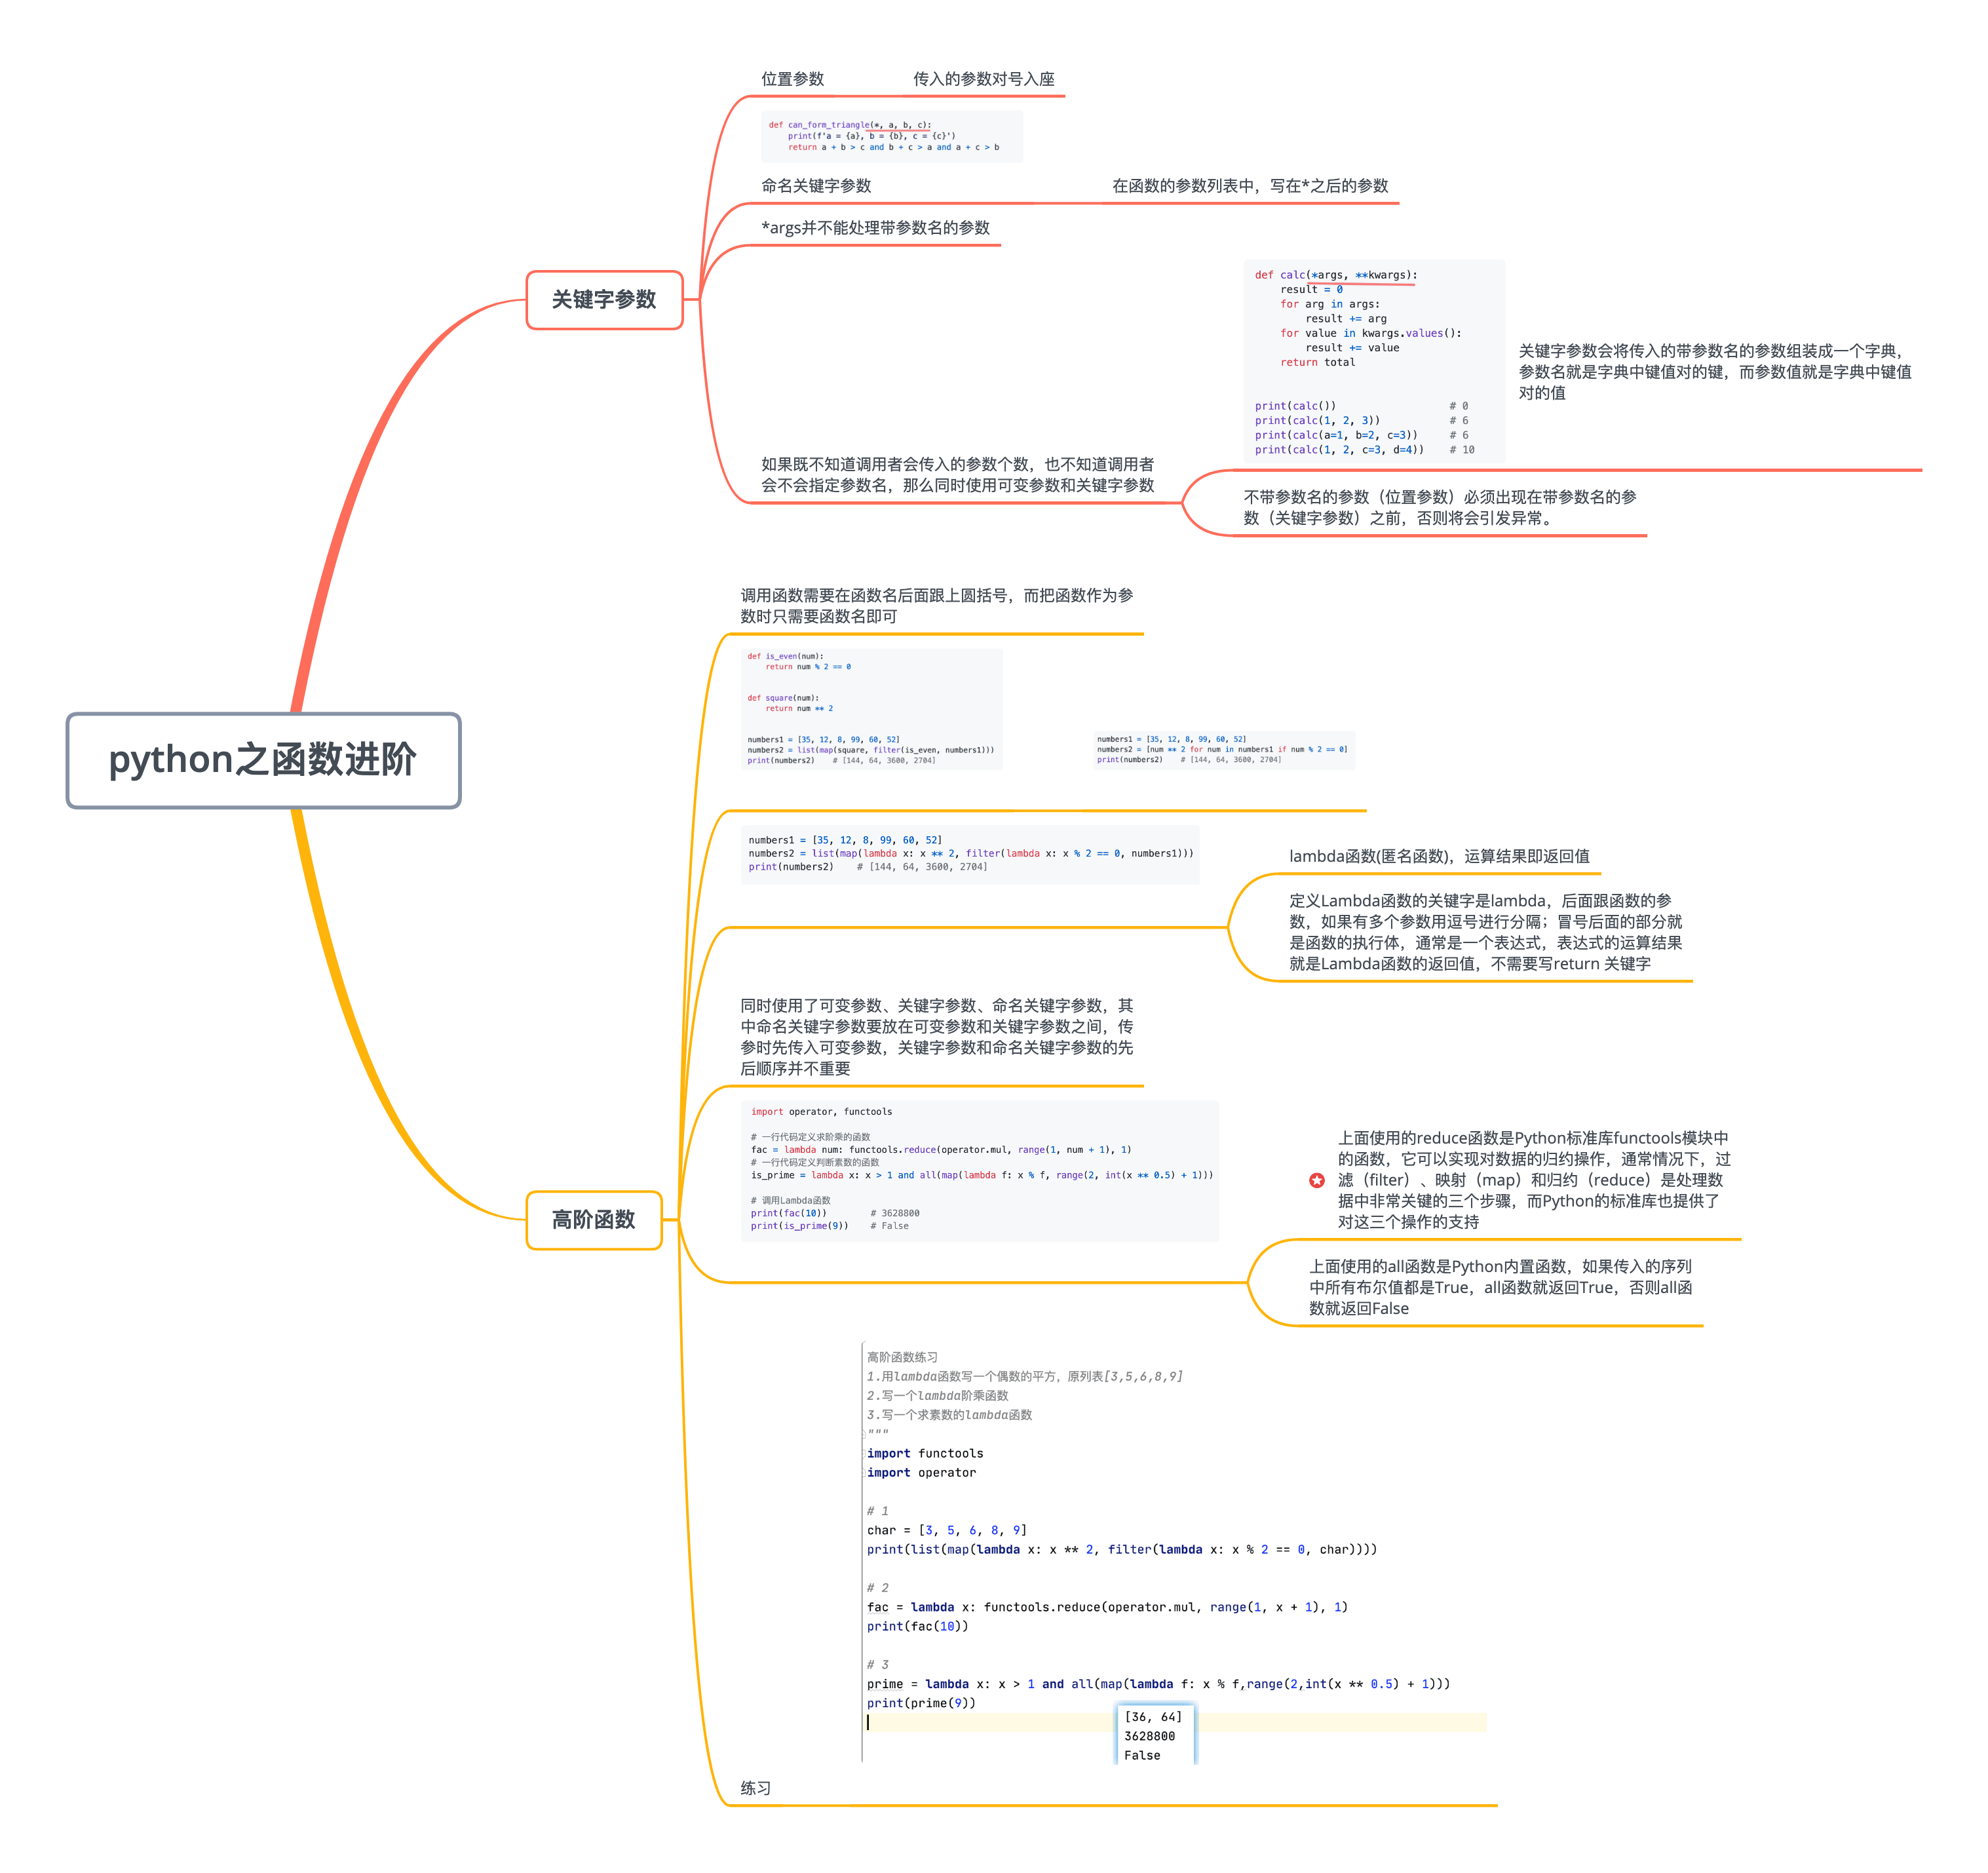 python之函数进阶
关键字参数
位置参数
传入的参数对号入座
def can_form_triangle(*, a, b, c):
    print(f'a = {a}, b = {b}, c = {c}')
    return a + b > c and b + c > a and a + c > b
命名关键字参数
在函数的参数列表中，写在*之后的参数
*args并不能处理带参数名的参数
如果既不知道调用者会传入的参数个数，也不知道调用者
会不会指定参数名，那么同时使用可变参数和关键字参数
def calc(*args, **kwargs):
    result = 0
    for arg in args:
        result += arg
    for value in kwargs.values():
        result += value
    return total
print(calc())                  # 0
print(calc(1, 2, 3))           # 6
print(calc(a=1, b=2, c=3))     # 6
print(calc(1, 2, c=3, d=4))    # 10
关键字参数会将传入的带参数名的参数组装成一个字典，
参数名就是字典中键值对的键，而参数值就是字典中键值
对的值
不带参数名的参数（位置参数）必须出现在带参数名的参
数（关键字参数）之前，否则将会引发异常。
高阶函数
调用函数需要在函数名后面跟上圆括号，而把函数作为参
数时只需要函数名即可
def is_even(num):
    return num % 2 == 0
def square(num):
    return num ** 2
numbers1 = [35, 12, 8, 99, 60, 52]
numbers2 = list(map(square, filter(is_even, numbers1)))
print(numbers2)    # [144, 64, 3600, 2704]
numbers1 = [35, 12, 8, 99, 60, 52]
numbers2 = [num ** 2 for num in numbers1 if num % 2 == 0]
print(numbers2)    # [144, 64, 3600, 2704]
numbers1 = [35, 12, 8, 99, 60, 52]
numbers2 = list(map(lambda x: x ** 2, filter(lambda x: x % 2 == 0, numbers1)))
print(numbers2)    # [144, 64, 3600, 2704]
lambda函数(匿名函数)，运算结果即返回值
定义Lambda函数的关键字是lambda，后面跟函数的参
数，如果有多个参数用逗号进行分隔；冒号后面的部分就
是函数的执行体，通常是一个表达式，表达式的运算结果
就是Lambda函数的返回值，不需要写return 关键字
同时使用了可变参数、关键字参数、命名关键字参数，其
中命名关键字参数要放在可变参数和关键字参数之间，传
参时先传入可变参数，关键字参数和命名关键字参数的先
后顺序并不重要
import operator, functools
# 一行代码定义求阶乘的函数
fac = lambda num: functools.reduce(operator.mul, range(1, num + 1), 1)
# 一行代码定义判断素数的函数
is_prime = lambda x: x > 1 and all(map(lambda f: x % f, range(2, int(x ** 0.5) + 1)))
# 调用Lambda函数
print(fac(10))        # 3628800
print(is_prime(9))    # False
上面使用的reduce函数是Python标准库functools模块中
的函数，它可以实现对数据的归约操作，通常情况下，过
滤（filter）、映射（map）和归约（reduce）是处理数
据中非常关键的三个步骤，而Python的标准库也提供了
对这三个操作的支持
上面使用的all函数是Python内置函数，如果传入的序列
中所有布尔值都是True，all函数就返回True，否则all函
数就返回False
练习
高阶函数练习
1.用lambda函数写一个偶数的平方，原列表[3,5,6,8,9]
2.写一个lambda阶乘函数
3.写一个求素数的lambda函数
"""
import functools
import operator
# 1
char = [3, 5, 6, 8, 9]
print(list(map(lambda x: x ** 2, filter(lambda x: x % 2 == 0, char))))
# 2
fac = lambda x: functools.reduce(operator.mul, range(1, x + 1), 1)
print(fac(10))
# 3
prime = lambda x: x > 1 and all(map(lambda f: x % f,range(2,int(x ** 0.5) + 1)))
print(prime(9))
[36, 64]
3628800
False